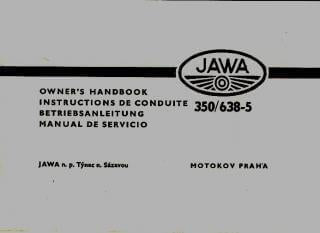 JAWA
OWNER'S HANDBOOK
INSTRUCTIONS DE CONDUITE
BETRIEBSANLEITUNG
MANUAL DE SERVICIO
350/638-5
JAWA n. p. Týnec n. Sázavou
MOTOKOV PRAHA